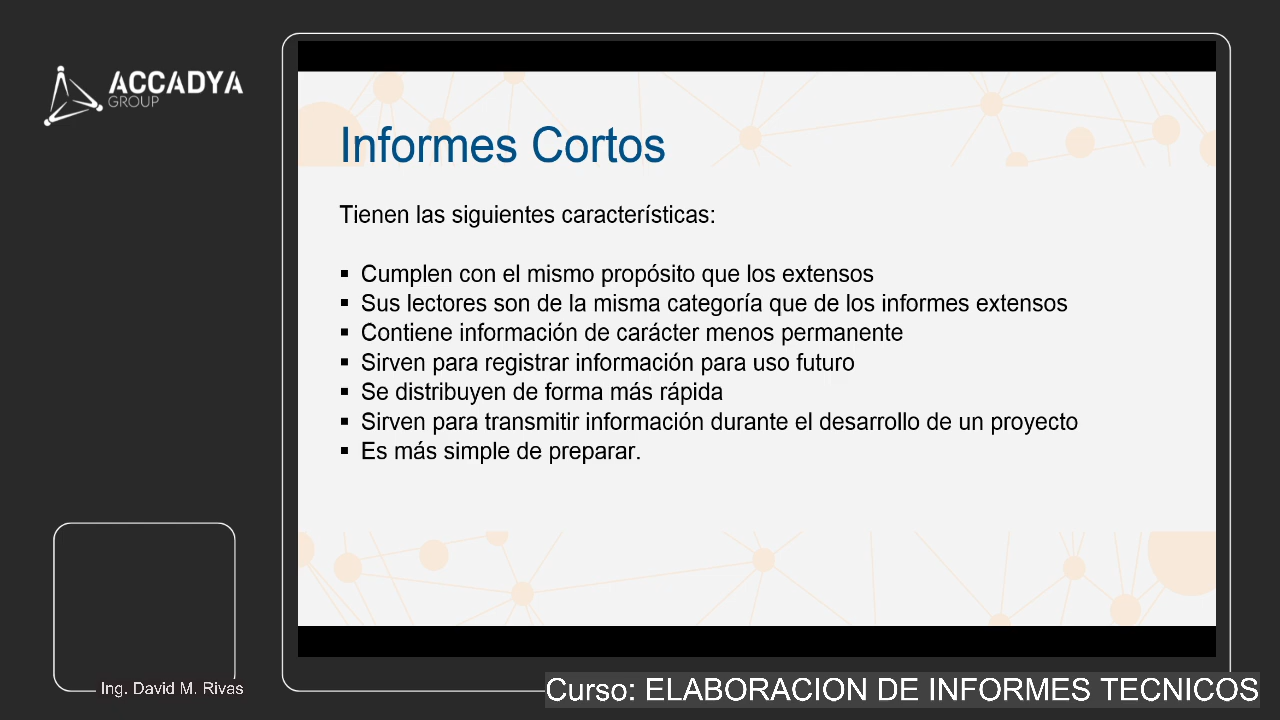 ACCADYA
GROUP
Informes Cortos
Tienen las siguientes características:
▪ Cumplen con el mismo propósito que los extensos
▪ Sus lectores son de la misma categoría que de los informes extensos
▪ Contiene información de carácter menos permanente
▪ Sirven para registrar información para uso futuro
▪ Se distribuyen de forma más rápida
▪ Sirven para transmitir información durante el desarrollo de un proyecto
▪ Es más simple de preparar.
Ing. David M. Rivas
Curso: ELABORACION DE INFORMES TECNICOS